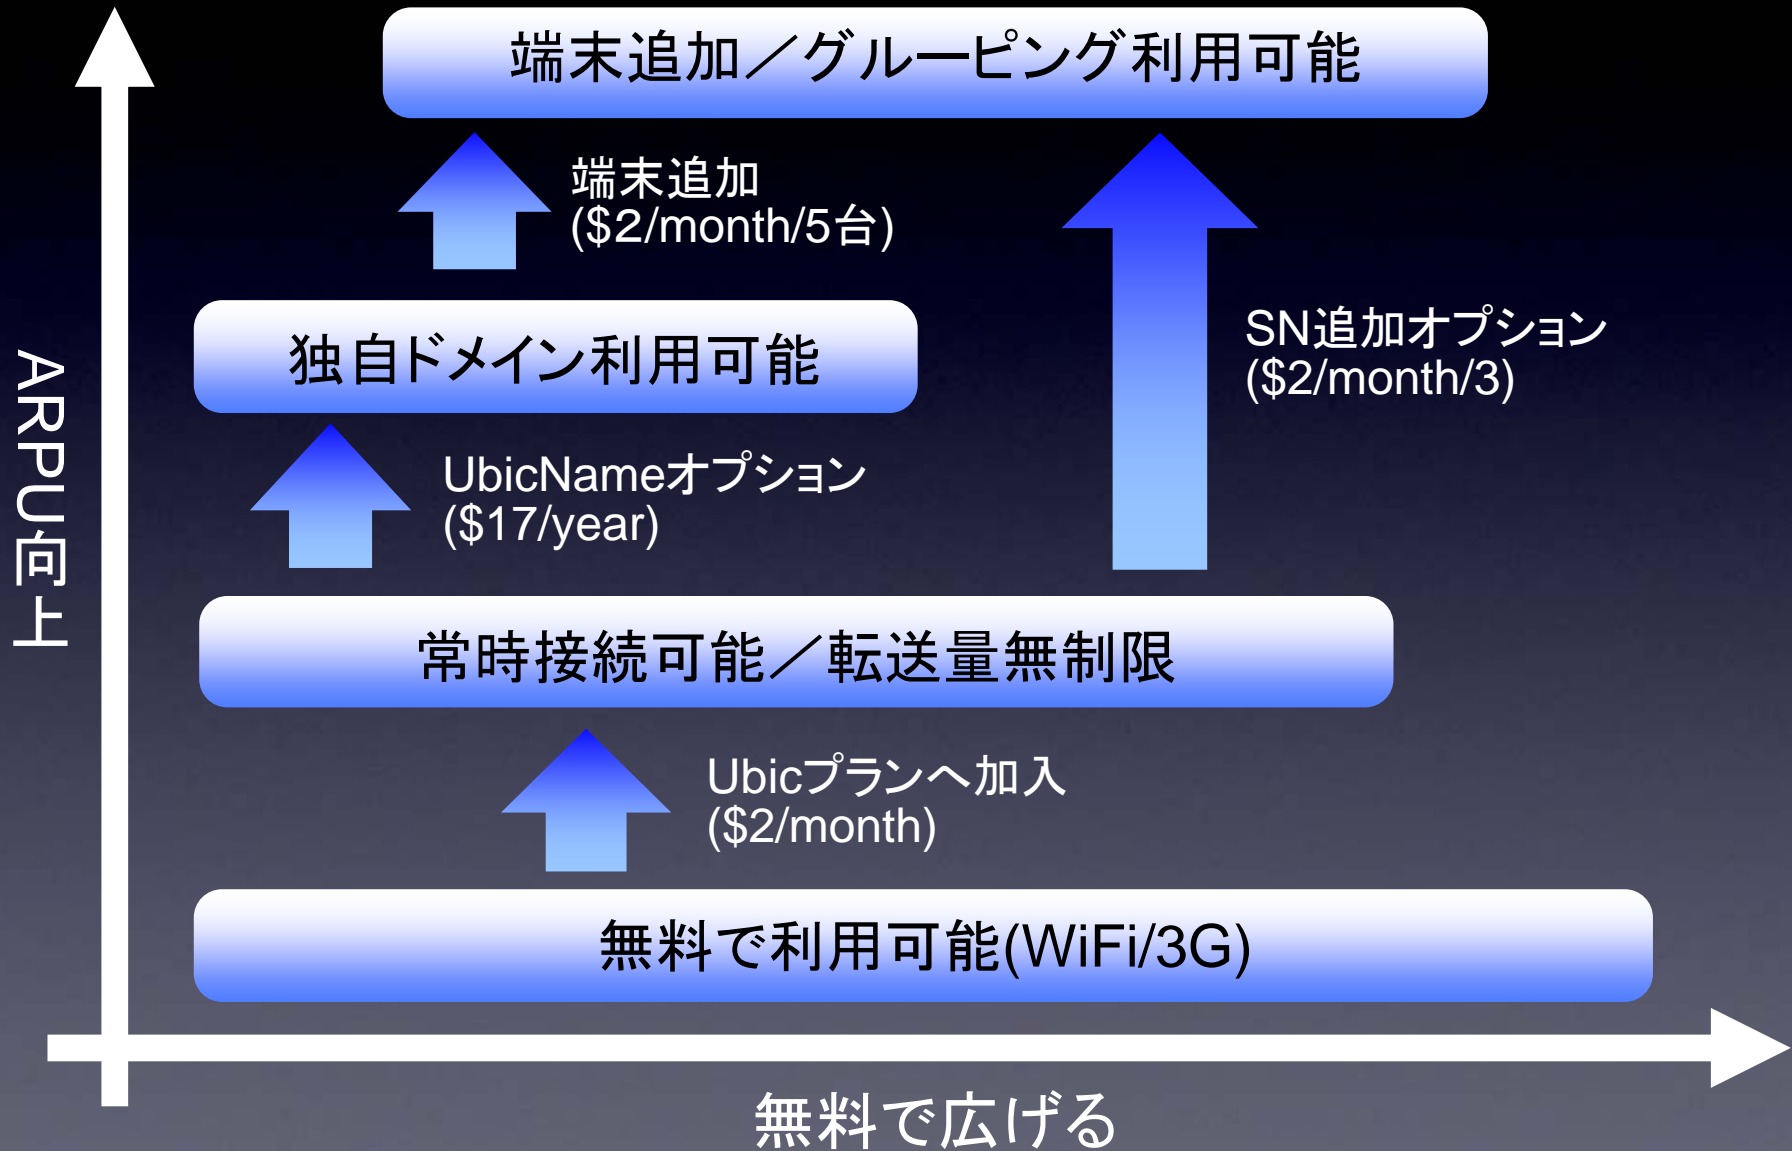 端末追加／グルーピング利用可能
端末追加
($２/month/5台)
SN追加オプション
($2/month/3)
独自ドメイン利用可能
UbicNameオプション
($17/year)
常時接続可能／転送量無制限
Ubicプランへ加入
($2/month)
無料で利用可能(WiFi/3G)
ARPU向上
無料で広げる